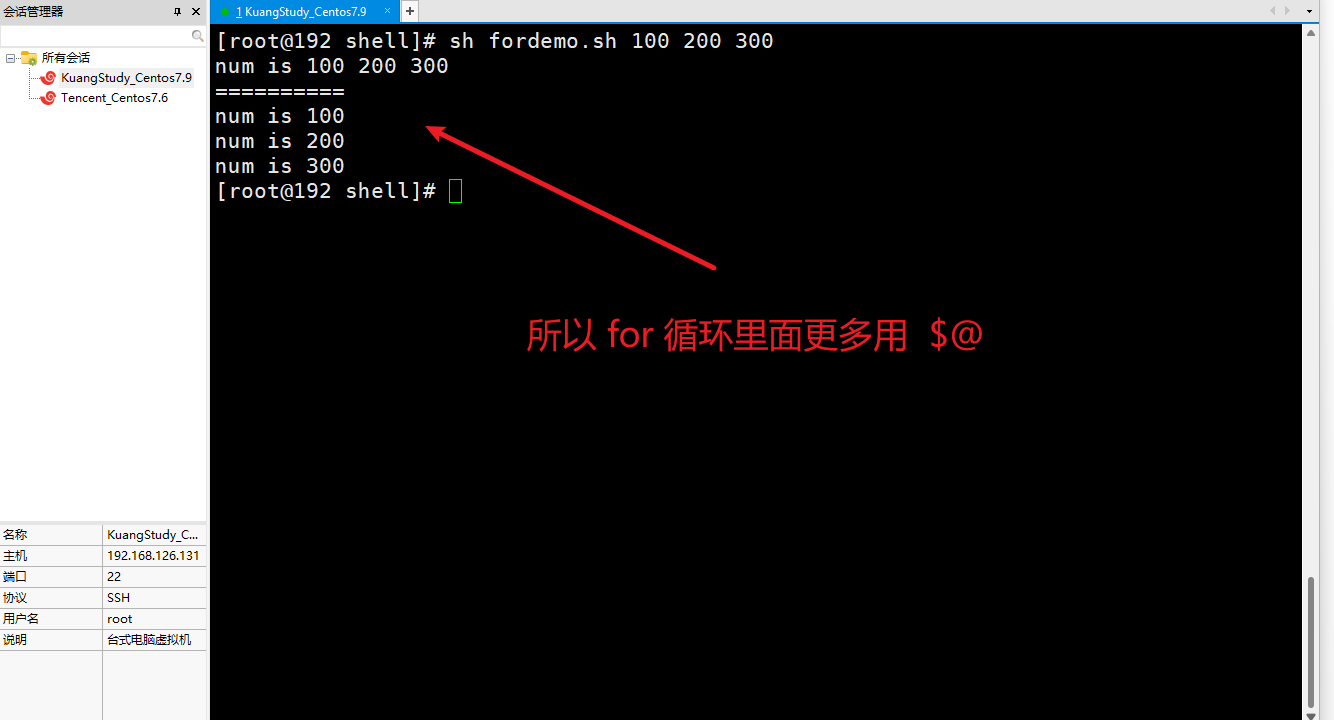 会话管理器
1 KuangStudy_Centos7.9
所有会话
KuangStudy_Centos7.9
Tencent_Centos7.6
[root@192 shell]# sh fordemo.sh 100 200 300
num is 100 200 300
==========
num is 100
num is 200
num is 300
[root@192 shell]#
所以 for 循环里面更多用 $@
名称 KuangStudy_C...
主机 192.168.126.131
端口 22
协议 SSH
用户名 root
说明 台式电脑虚拟机